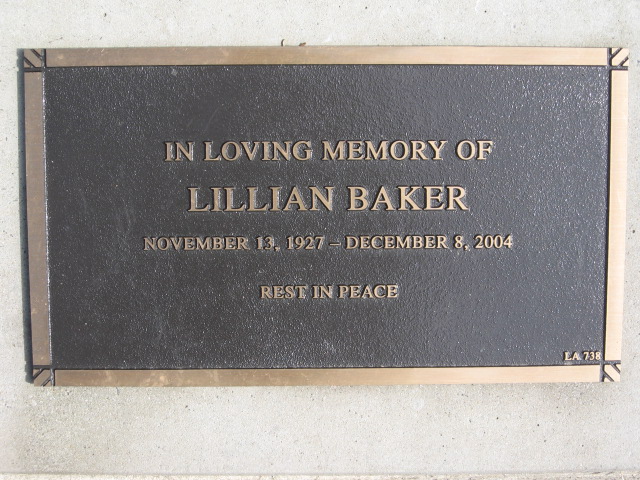 IN LOVING MEMORY OF
LILLIAN BAKER
NOVEMBER 13, 1927 – DECEMBER 8, 2004
REST IN PEACE
LA 738